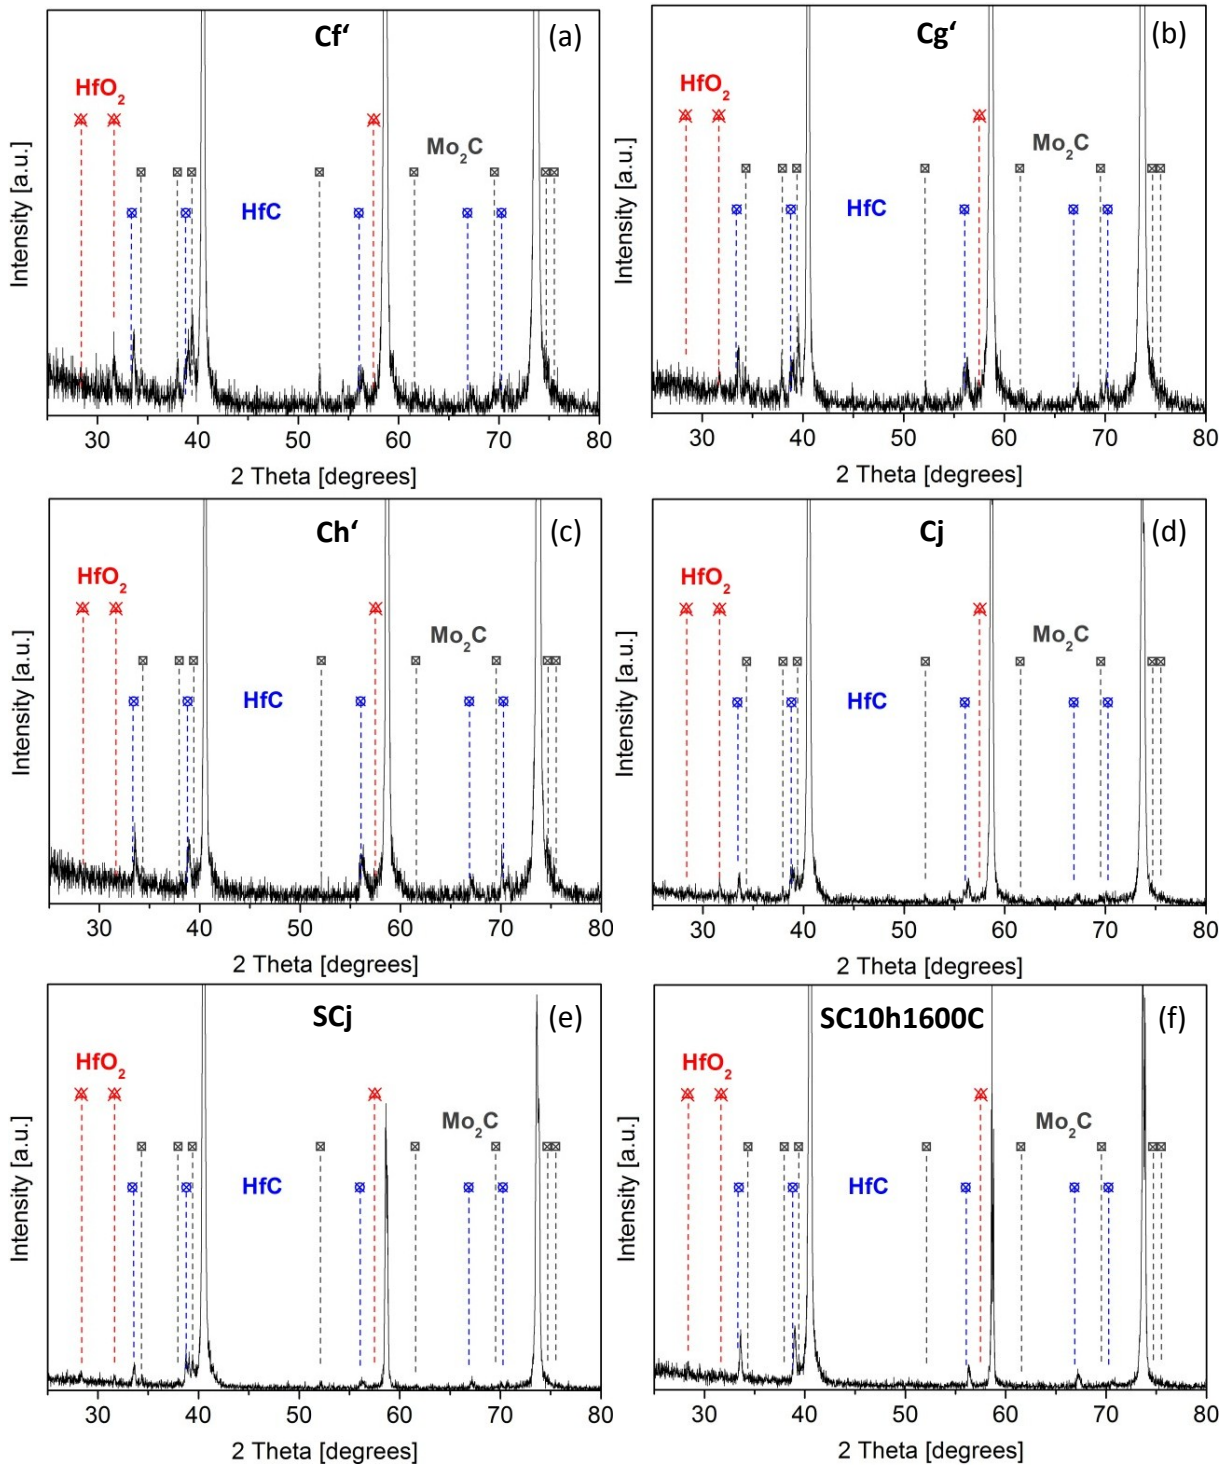 Cf‘ (a)
HfO2
Mo2C
HfC
Intensity [a.u.]
30 40 50 60 70 80
2 Theta [degrees]
Cg‘ (b)
HfO2
Mo2C
HfC
Intensity [a.u.]
30 40 50 60 70 80
2 Theta [degrees]
Ch‘ (c)
HfO2
Mo2C
HfC
Intensity [a.u.]
30 40 50 60 70 80
2 Theta [degrees]
Cj (d)
HfO2
Mo2C
HfC
Intensity [a.u.]
30 40 50 60 70 80
2 Theta [degrees]
SCj (e)
HfO2
Mo2C
HfC
Intensity [a.u.]
30 40 50 60 70 80
2 Theta [degrees]
SC10h1600C (f)
HfO2
Mo2C
HfC
Intensity [a.u.]
30 40 50 60 70 80
2 Theta [degrees]